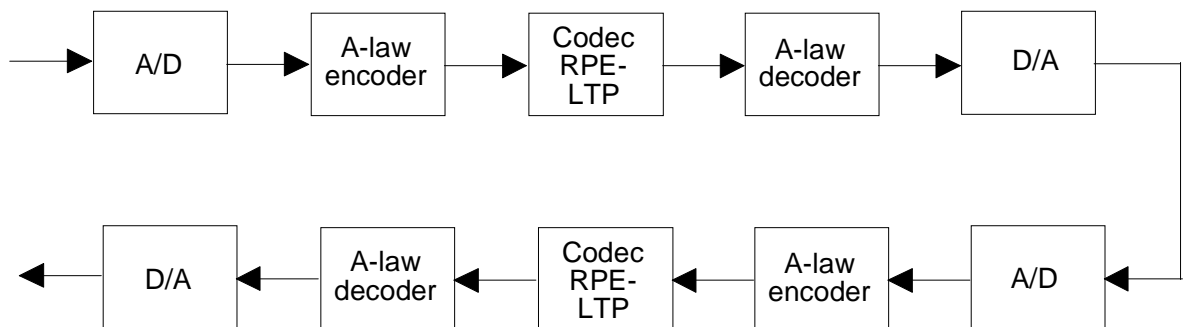 A/D
A-law
encoder
Codec
RPE-
LTP
A-law
decoder
D/A
D/A
A-law
decoder
Codec
RPE-
LTP
A-law
encoder
A/D